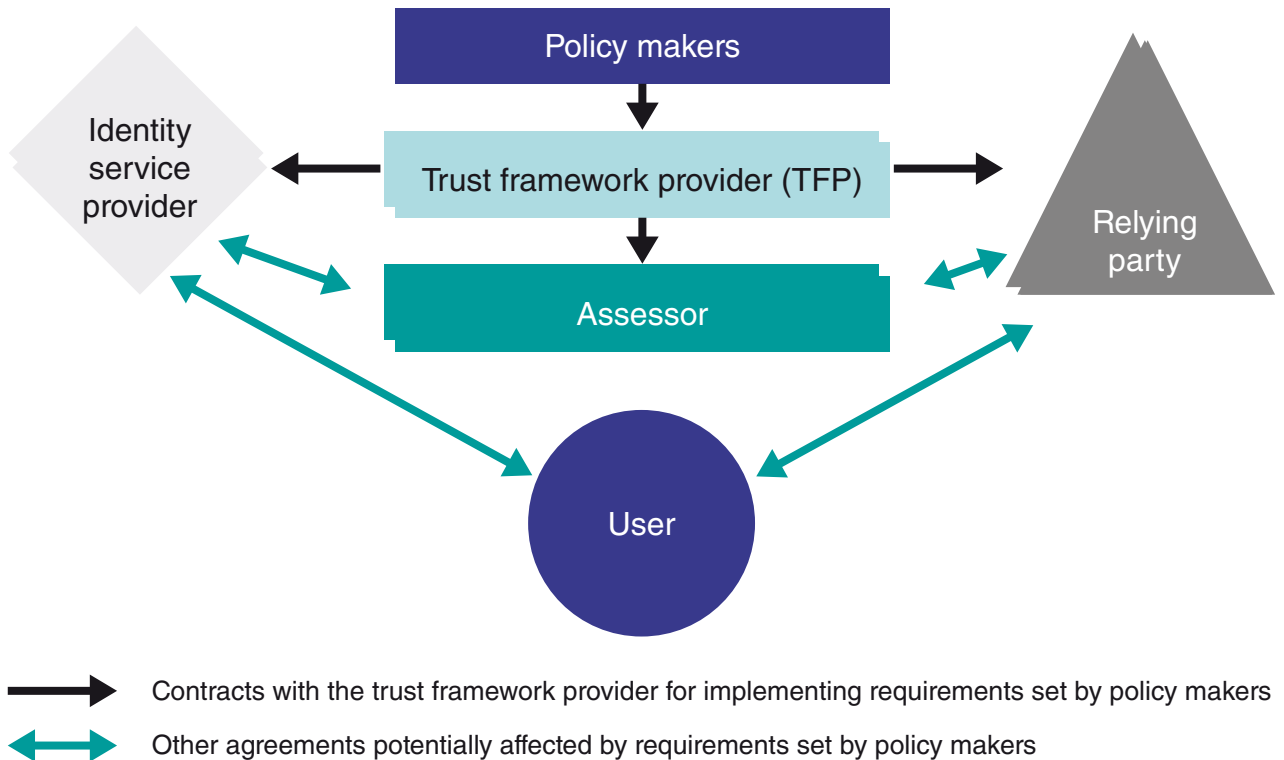 Policy makers
Identity
service
provider
Trust framework provider (TFP)
Relying
party
Assessor
User
Contracts with the trust framework provider for implementing requirements set by policy makers
Other agreements potentially affected by requirements set by policy makers